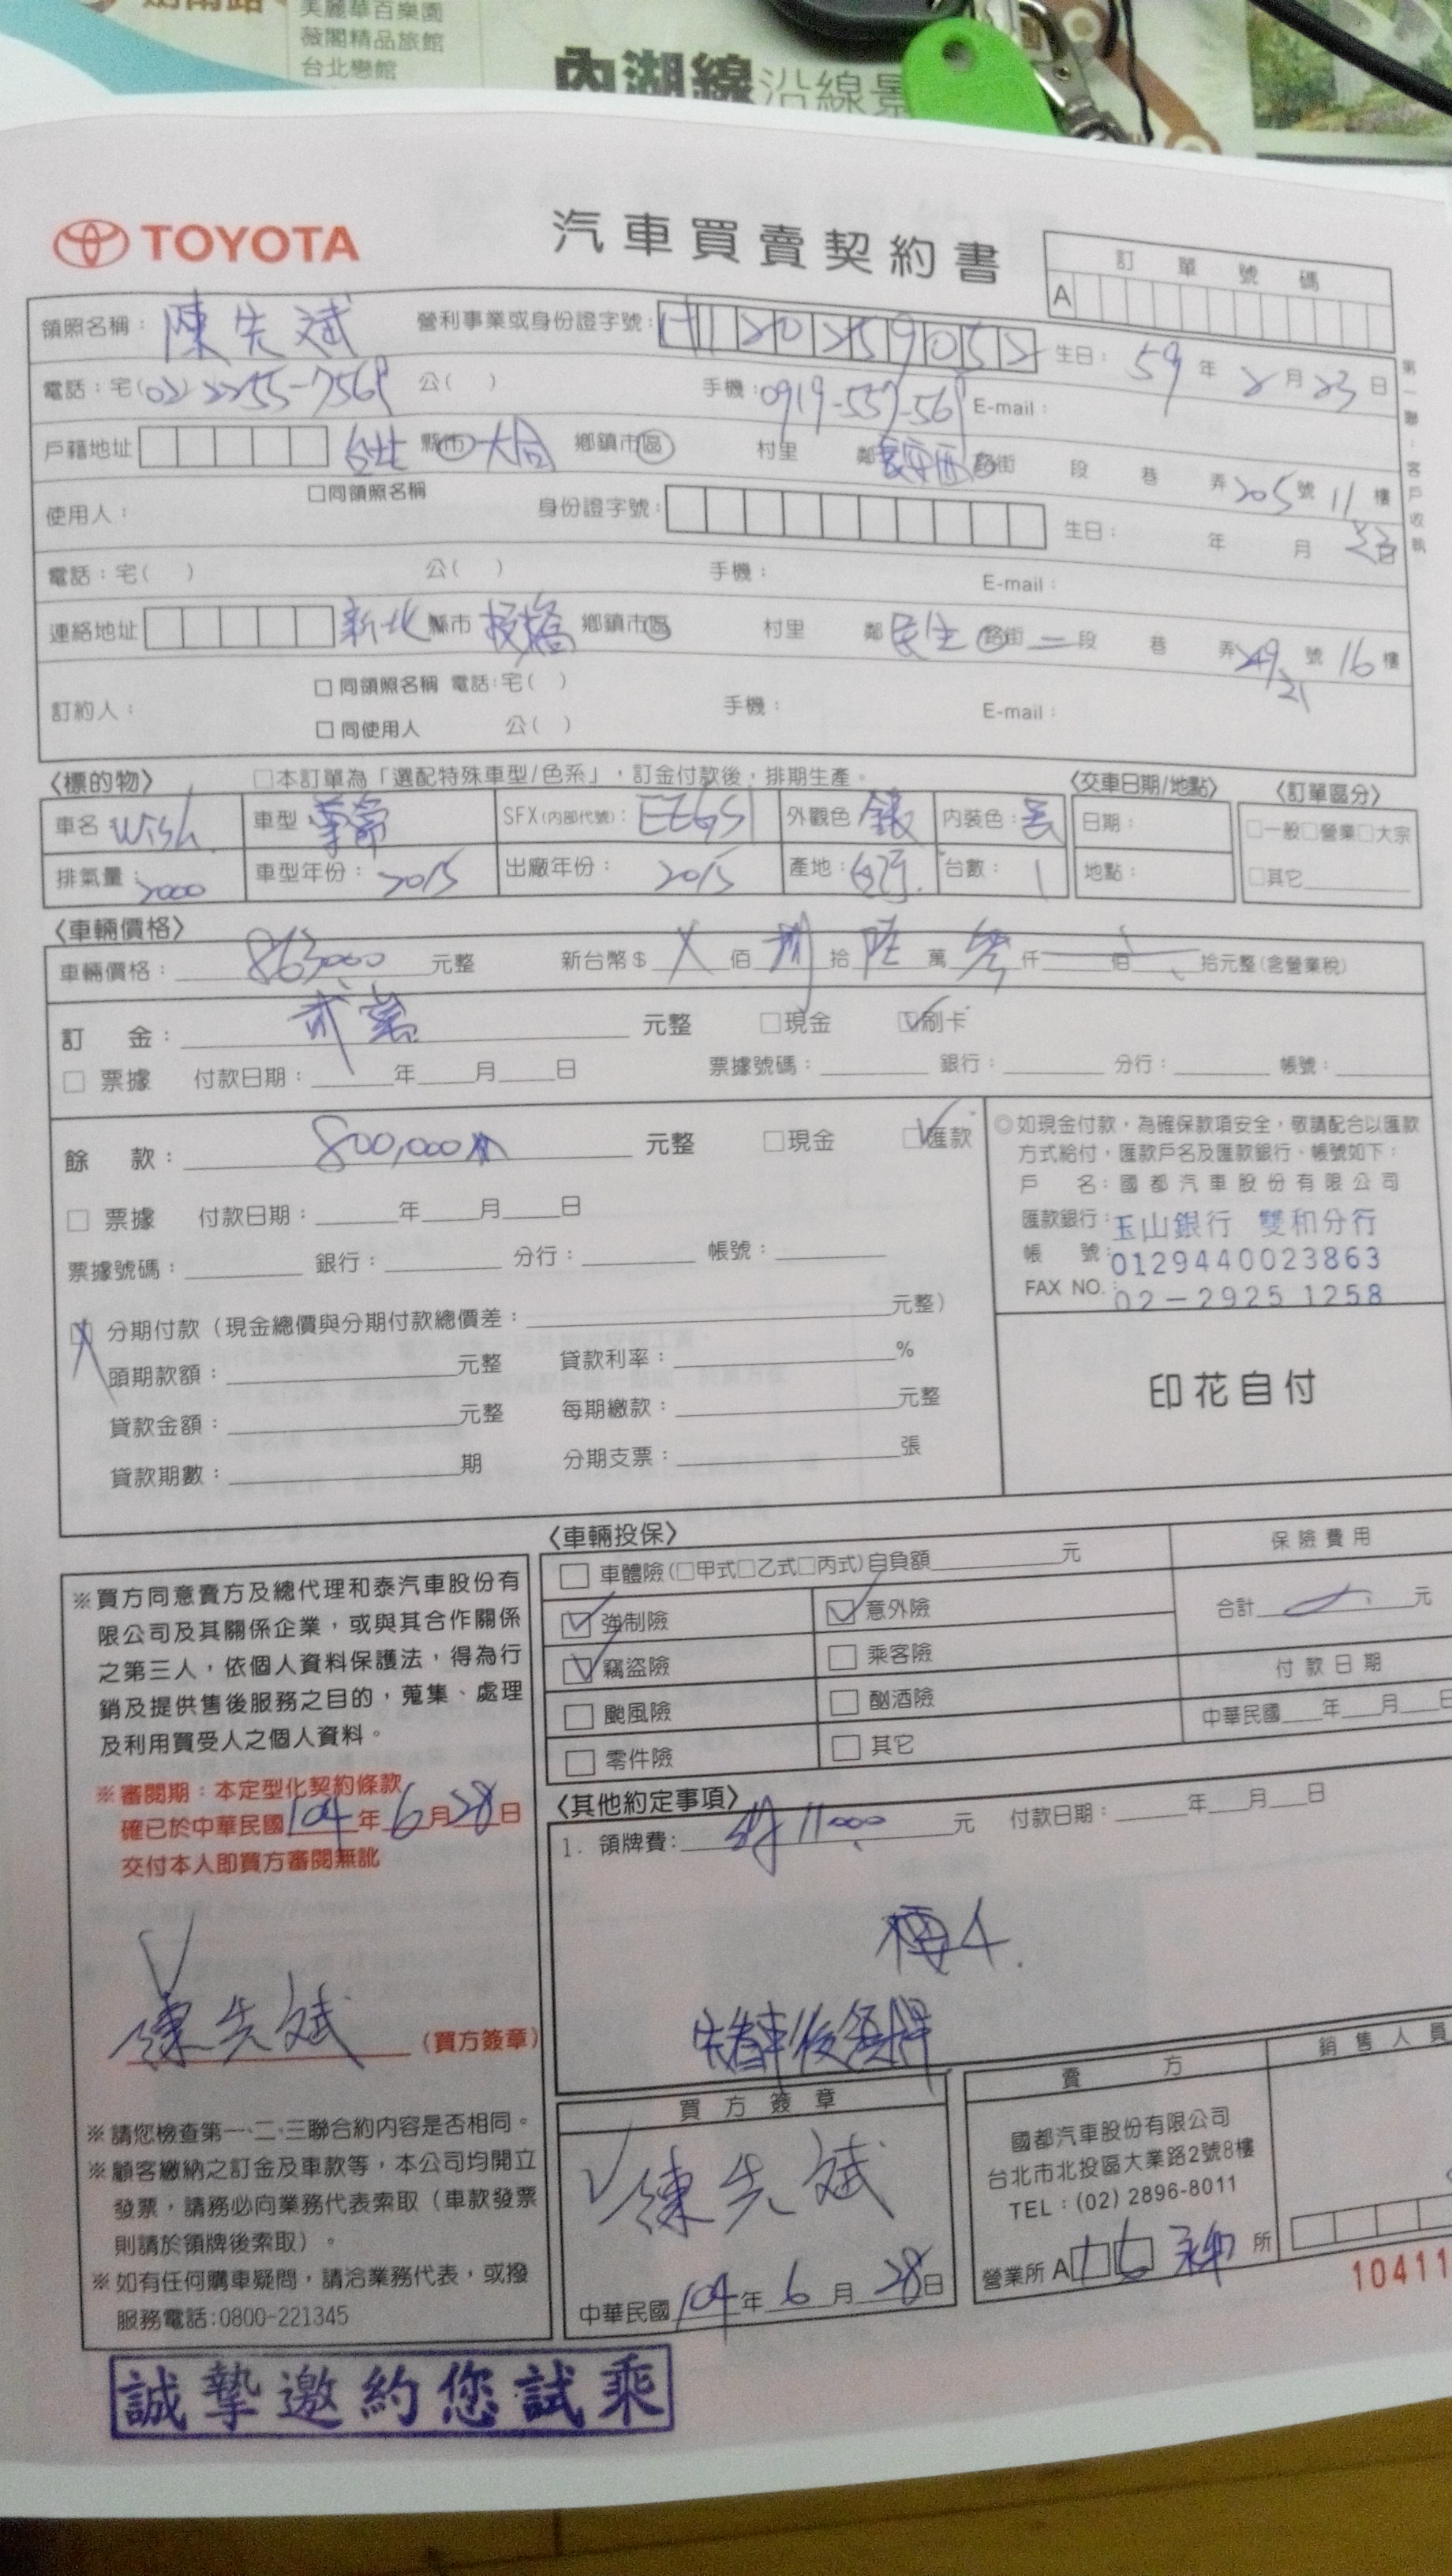 美麗華百樂園
薇閣精品旅館
台北戀館
內湖線沿線景
TOYOTA
汽車買賣契約書
訂單號碼
A
領照名稱：陳先斌 營利事業或身份證字號： 生日：59年2月23日
電話：宅(02) 公( ) 手機： E-mail：
戶籍地址 台北縣市大同鄉鎮市區 村里 鄰長安西路街 段 巷 弄205號11樓
使用人： □同領照名稱 身份證字號： 生日： 年 月 日
電話：宅( ) 公( ) 手機： E-mail：
連絡地址 新北縣市板橋鄉鎮市區 村里 鄰民生路街二段 巷 弄 號16樓
訂約人： □同領照名稱 電話:宅( ) 手機： E-mail：
□同使用人 公( )
第一聯：客戶收執
〈標的物〉 □本訂單為「選配特殊車型/色系」，訂金付款後，排期生產。 〈交車日期/地點〉 〈訂單區分〉
車名 Wish 車型 SFX(內部代號)： 外觀色 銀 內裝色： 日期： □一般□營業□大宗
排氣量：2000 車型年份：2015 出廠年份：2015 產地： 台數：1 地點： □其它
〈車輛價格〉
車輛價格：863000元整 新台幣$ 佰 拾陸萬 仟 佰 拾元整(含營業稅)
訂 金：貳萬 元整 □現金 ☑刷卡
□票據 付款日期： 年 月 日 票據號碼： 銀行： 分行： 帳號：
餘 款：800,000 元整 □現金 ☑匯款
□票據 付款日期： 年 月 日
票據號碼： 銀行： 分行： 帳號：
分期付款（現金總價與分期付款總價差： 元整）
頭期款額： 元整 貸款利率： %
貸款金額： 元整 每期繳款： 元整
貸款期數： 期 分期支票： 張
◎如現金付款，為確保款項安全，敬請配合以匯款
方式給付，匯款戶名及匯款銀行、帳號如下：
戶 名：國都汽車股份有限公司
匯款銀行：玉山銀行 雙和分行
帳 號：0129440023863
FAX NO.：02-2925 1258
印花自付
※買方同意賣方及總代理和泰汽車股份有
限公司及其關係企業，或與其合作關係
之第三人，依個人資料保護法，得為行
銷及提供售後服務之目的，蒐集、處理
及利用買受人之個人資料。
※審閱期：本定型化契約條款
確已於中華民國104年6月28日
交付本人即買方審閱無訛
陳先斌 (買方簽章)
※請您檢查第一、二、三聯合約內容是否相同。
※顧客繳納之訂金及車款等，本公司均開立
發票，請務必向業務代表索取（車款發票
則請於領牌後索取）。
※如有任何購車疑問，請洽業務代表，或撥
服務電話:0800-221345
〈車輛投保〉
□車體險(□甲式□乙式□丙式)自負額 元 保險費用
☑強制險 ☑意外險 合計 元
☑竊盜險 □乘客險 付款日期
□颱風險 □酗酒險 中華民國 年 月 日
□零件險 □其它
〈其他約定事項〉
1. 領牌費： 11000 元 付款日期： 年 月 日
先看車後領牌
買方簽章
陳先斌
中華民國104年6月28日
賣方
國都汽車股份有限公司
台北市北投區大業路2號8樓
TEL：(02) 2896-8011
營業所 A 所
銷售人員
10411
誠摯邀約您試乘